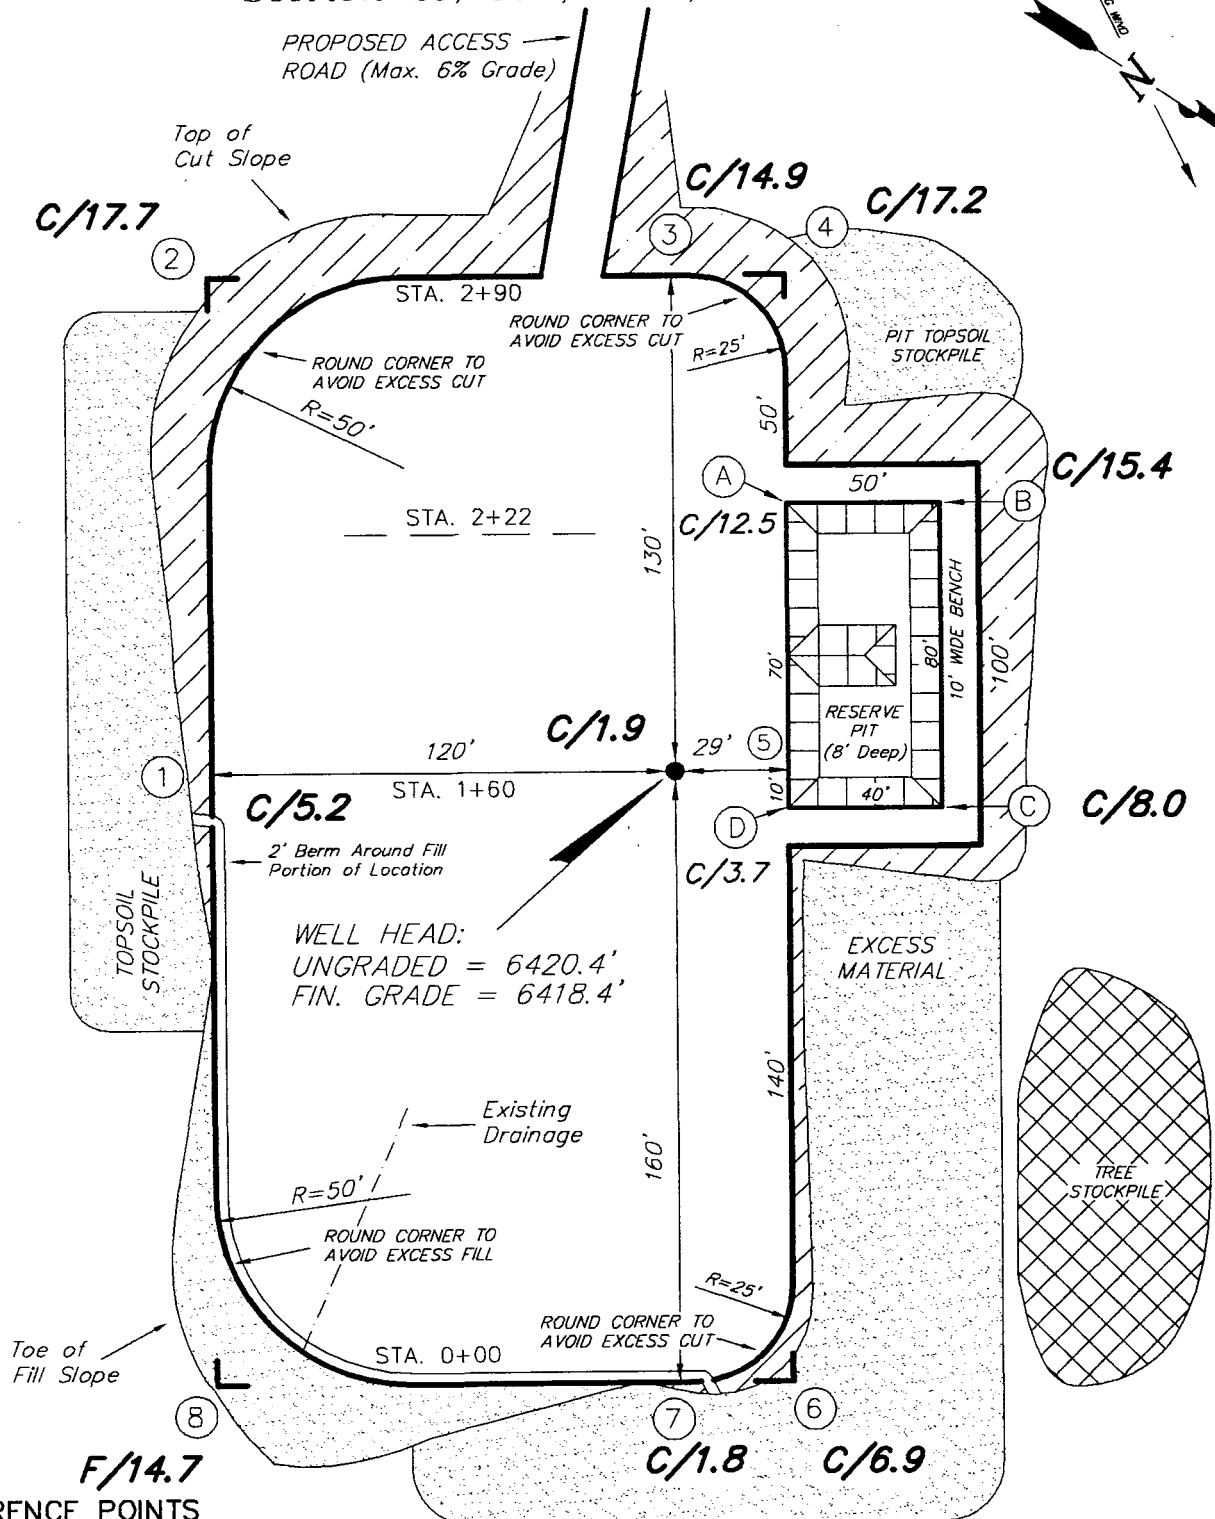 PROPOSED ACCESS
ROAD (Max. 6% Grade)
N
Top of
Cut Slope
C/17.7
2
C/14.9
3
4
C/17.2
STA. 2+90
ROUND CORNER TO
AVOID EXCESS CUT
R=25'
PIT TOPSOIL
STOCKPILE
ROUND CORNER TO
AVOID EXCESS CUT
R=50'
50'
C/15.4
A
50'
B
STA. 2+22
C/12.5
130'
10' WIDE BENCH
70'
80'
100'
RESERVE
PIT
(8' Deep)
C/1.9
1
120'
29'
5
STA. 1+60
10'
40'
C/5.2
D
C
C/8.0
2' Berm Around Fill
Portion of Location
C/3.7
TOPSOIL
STOCKPILE
WELL HEAD:
UNGRADED = 6420.4'
FIN. GRADE = 6418.4'
EXCESS
MATERIAL
140'
Existing
Drainage
160'
TREE
STOCKPILE
R=50'
ROUND CORNER TO
AVOID EXCESS FILL
R=25'
ROUND CORNER TO
AVOID EXCESS CUT
Toe of
Fill Slope
STA. 0+00
8
7
6
F/14.7
C/1.8
C/6.9
RENCE POINTS